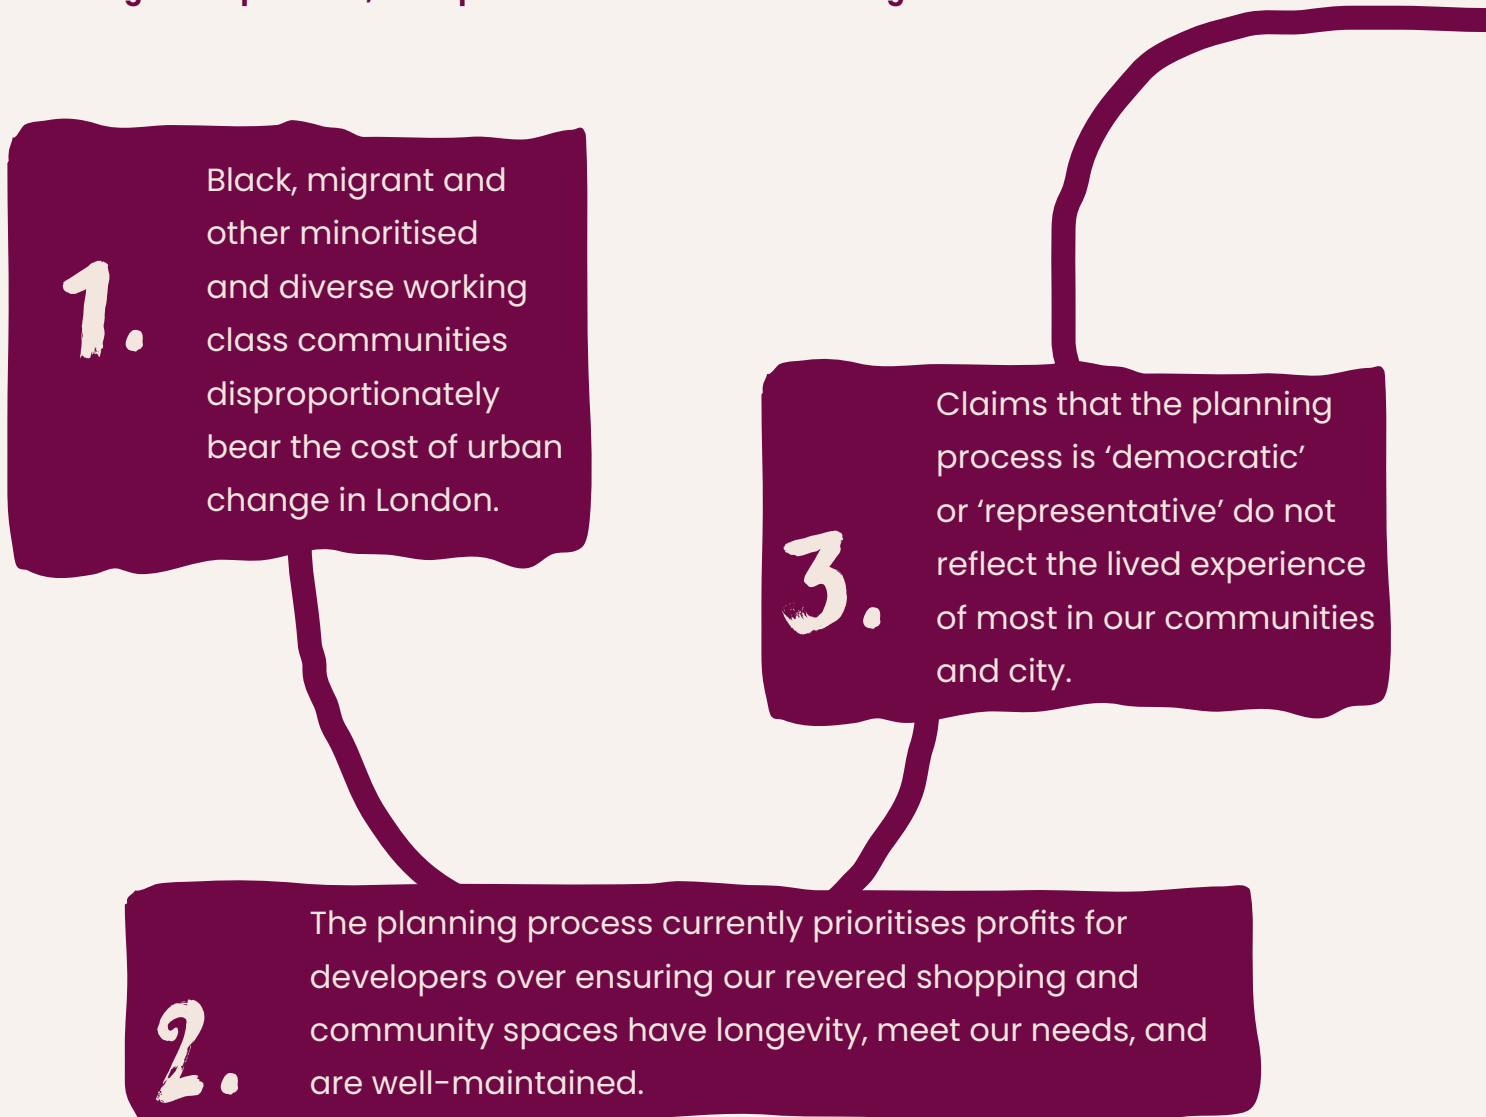 1.
Black, migrant and
other minoritised
and diverse working
class communities
disproportionately
bear the cost of urban
change in London.
2.
The planning process currently prioritises profits for
developers over ensuring our revered shopping and
community spaces have longevity, meet our needs, and
are well-maintained.
3.
Claims that the planning
process is ‘democratic’
or ‘representative’ do not
reflect the lived experience
of most in our communities
and city.